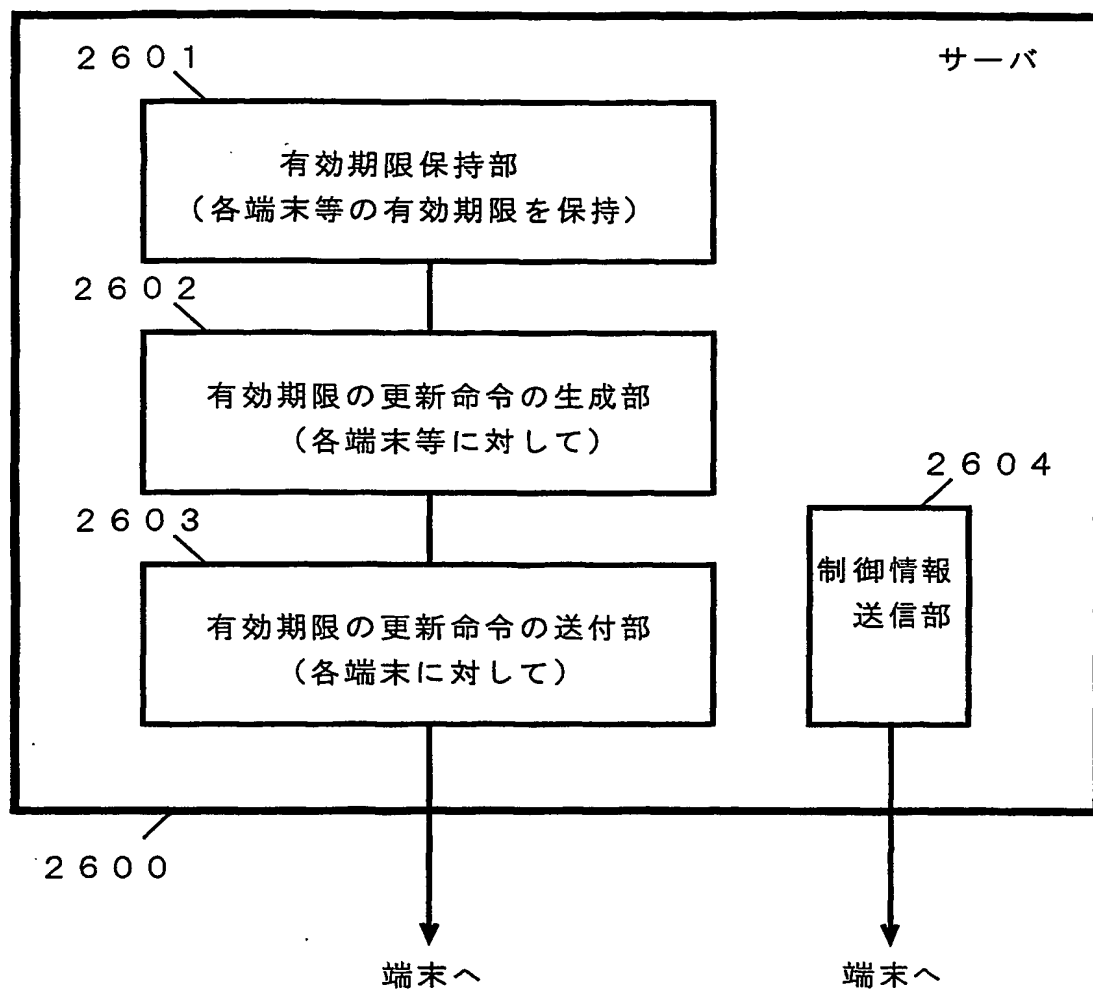 サーバ
２６０１
有効期限保持部
（各端末等の有効期限を保持）
２６０２
有効期限の更新命令の生成部
（各端末等に対して）
２６０３
有効期限の更新命令の送付部
（各端末に対して）
２６０４
制御情報
送信部
２６００
端末へ
端末へ